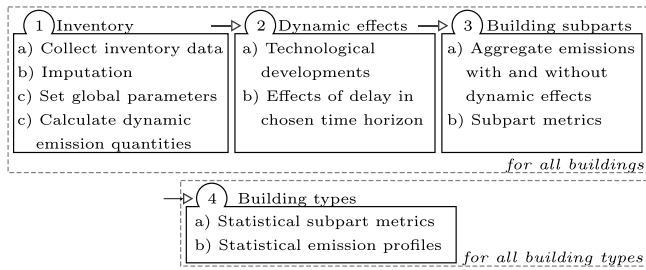 1 Inventory
a) Collect inventory data
b) Imputation
c) Set global parameters
c) Calculate dynamic
emission quantities
2 Dynamic effects
a) Technological
developments
b) Effects of delay in
chosen time horizon
3 Building subparts
a) Aggregate emissions
with and without
dynamic effects
b) Subpart metrics
for all buildings
4 Building types
a) Statistical subpart metrics
b) Statistical emission profiles
for all building types